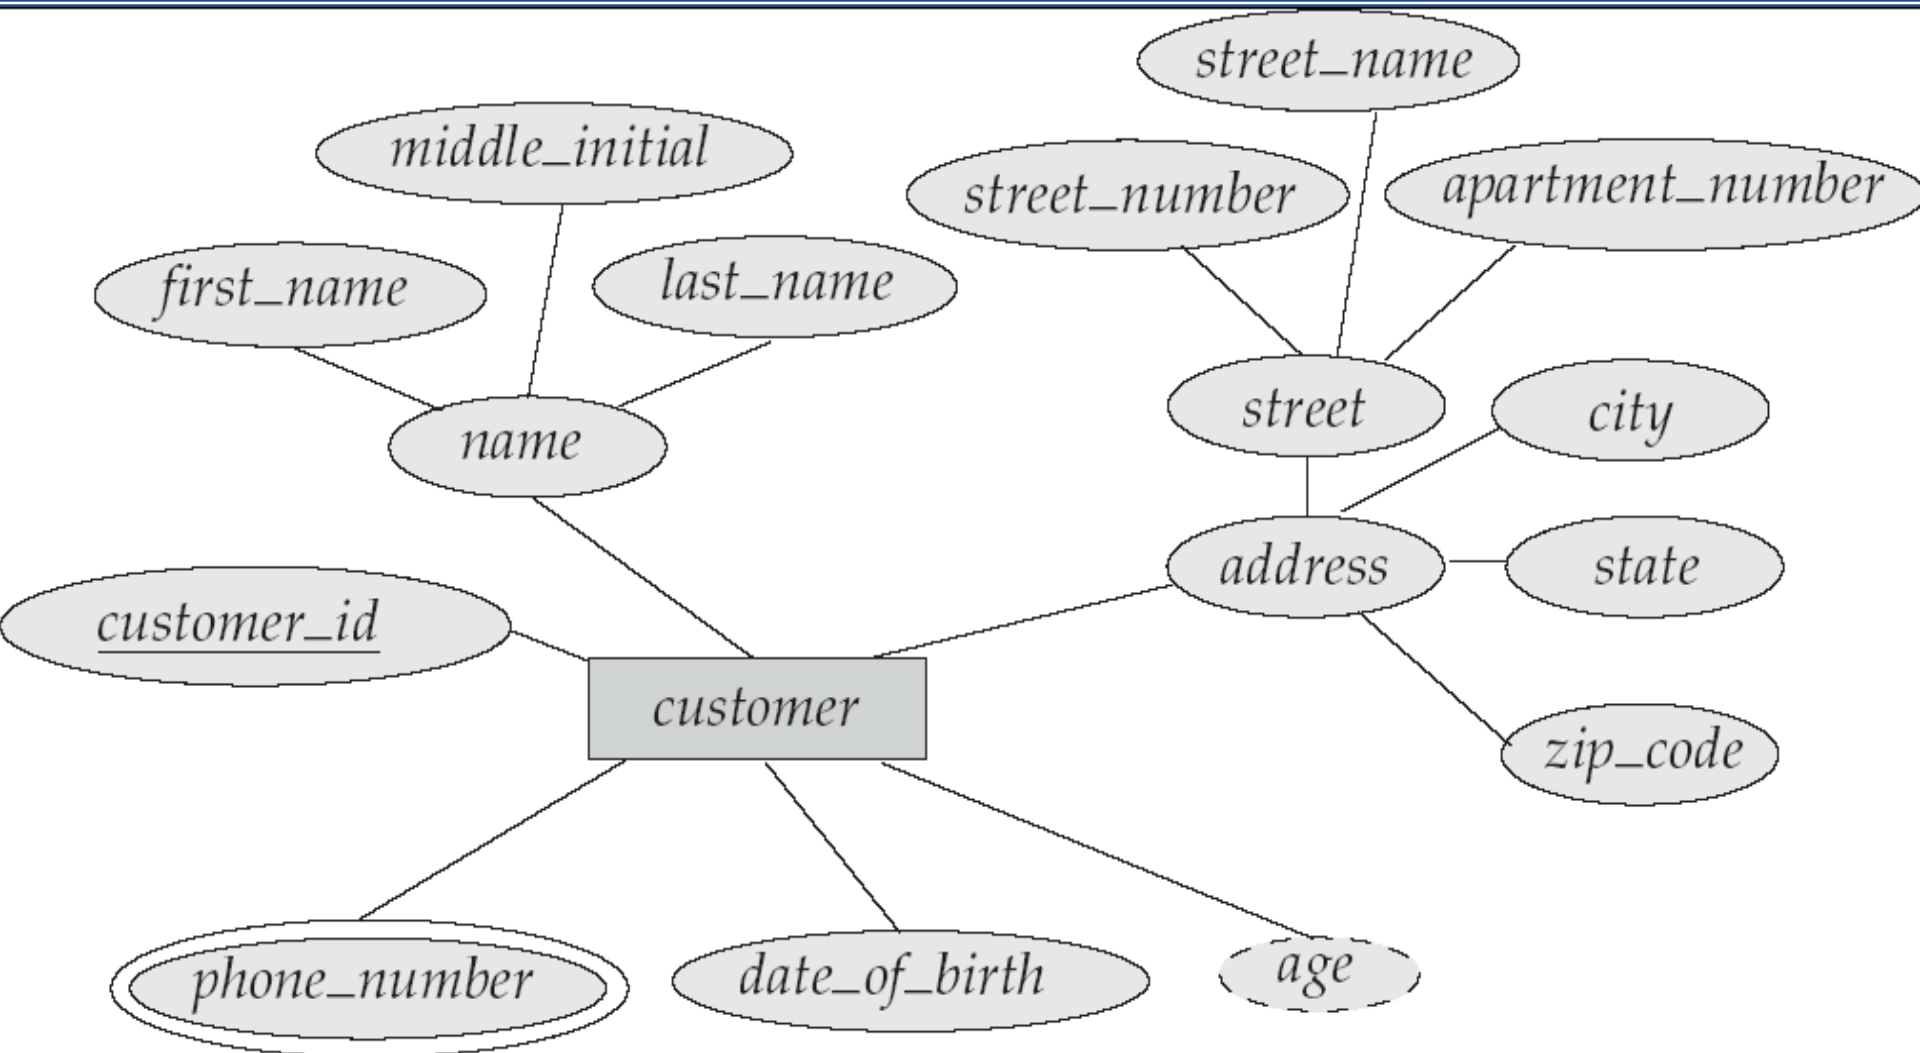 street_name
middle_initial
street_number
apartment_number
first_name
last_name
street
city
name
address
state
customer_id
customer
zip_code
phone_number
date_of_birth
age